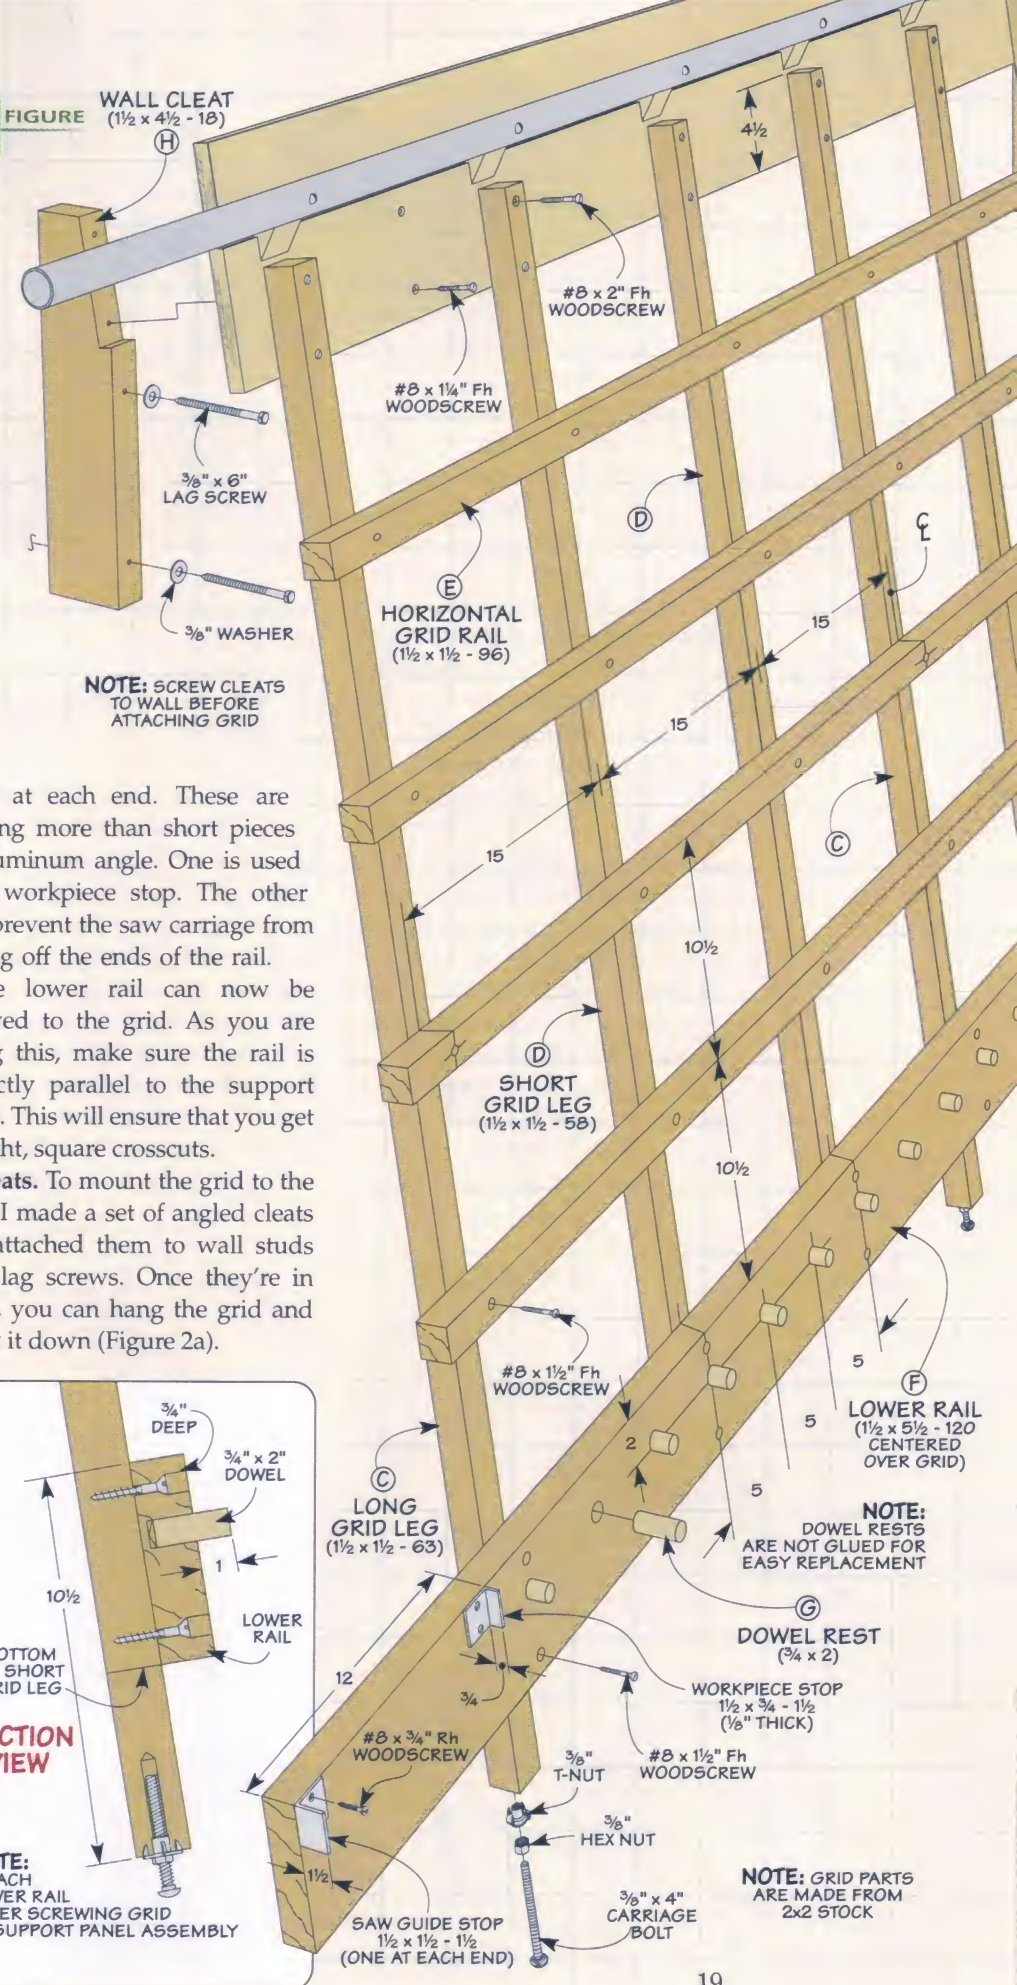 FIGURE
WALL CLEAT
(1½ x 4½ - 18)
H
4½
#8 x 2" Fh
WOODSCREW
#8 x 1¼" Fh
WOODSCREW
⅜" x 6"
LAG SCREW
⅜" WASHER
NOTE: SCREW CLEATS
TO WALL BEFORE
ATTACHING GRID
E
HORIZONTAL
GRID RAIL
(1½ x 1½ - 96)
D
CL
15
15
15
C
10½
10½
D
SHORT
GRID LEG
(1½ x 1½ - 58)
at each end. These are
ing more than short pieces
uminum angle. One is used
workpiece stop. The other
prevent the saw carriage from
g off the ends of the rail.
e lower rail can now be
ved to the grid. As you are
g this, make sure the rail is
ctly parallel to the support
. This will ensure that you get
ght, square crosscuts.
eats. To mount the grid to the
I made a set of angled cleats
attached them to wall studs
lag screws. Once they're in
, you can hang the grid and
it down (Figure 2a).
#8 x 1½" Fh
WOODSCREW
C
LONG
GRID LEG
(1½ x 1½ - 63)
2
5
5
5
F
LOWER RAIL
(1½ x 5½ - 120
CENTERED
OVER GRID)
NOTE:
DOWEL RESTS
ARE NOT GLUED FOR
EASY REPLACEMENT
G
DOWEL REST
(¾ x 2)
WORKPIECE STOP
1½ x ¾ - 1½
(⅛" THICK)
#8 x 1½" Fh
WOODSCREW
12
¾
#8 x ¾" Rh
WOODSCREW
1½
SAW GUIDE STOP
1½ x 1½ - 1½
(ONE AT EACH END)
⅜"
T-NUT
⅜"
HEX NUT
⅜" x 4"
CARRIAGE
BOLT
NOTE: GRID PARTS
ARE MADE FROM
2x2 STOCK
¾"
DEEP
¾" x 2"
DOWEL
1
10½
LOWER
RAIL
OTTOM
SHORT
RID LEG
CTION
IEW
TE:
ACH
VER RAIL
ER SCREWING GRID
SUPPORT PANEL ASSEMBLY
19